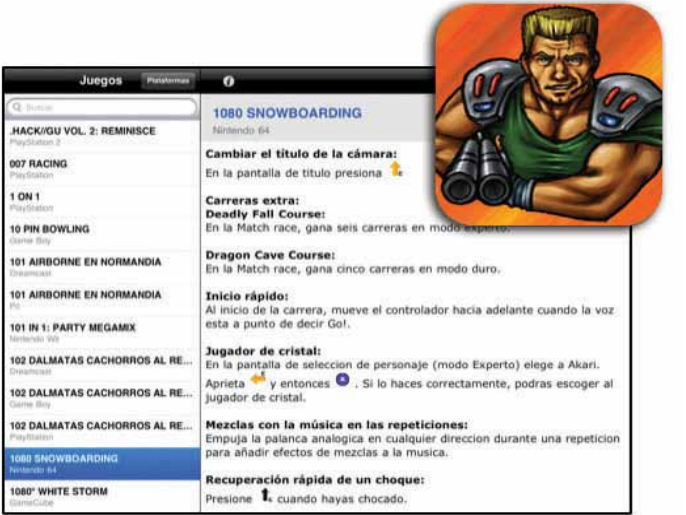 Juegos
Plataformas
Buscar
.HACK//GU VOL. 2: REMINISCE
PlayStation 2
007 RACING
PlayStation
1 ON 1
PlayStation
10 PIN BOWLING
Game Boy
101 AIRBORNE EN NORMANDIA
Dreamcast
101 AIRBORNE EN NORMANDIA
Pc
101 IN 1: PARTY MEGAMIX
Nintendo Wii
102 DALMATAS CACHORROS AL RE...
Dreamcast
102 DALMATAS CACHORROS AL RE...
Game Boy
102 DALMATAS CACHORROS AL RE...
PlayStation
1080 SNOWBOARDING
Nintendo 64
1080° WHITE STORM
GameCube
1080 SNOWBOARDING
Nintendo 64
Cambiar el título de la cámara:
En la pantalla de titulo presiona
Carreras extra:
Deadly Fall Course:
En la Match race, gana seis carreras en modo experto.
Dragon Cave Course:
En la Match race, gana cinco carreras en modo duro.
Inicio rápido:
Al inicio de la carrera, mueve el controlador hacia adelante cuando la voz
esta a punto de decir Go!.
Jugador de cristal:
En la pantalla de seleccion de personaje (modo Experto) elege a Akari.
Aprieta y entonces . Si lo haces correctamente, podras escoger al
jugador de cristal.
Mezclas con la música en las repeticiones:
Empuja la palanca analogica en cualquier direccion durante una repeticion
para añadir efectos de mezclas a la musica.
Recuperación rápida de un choque:
Presione cuando hayas chocado.